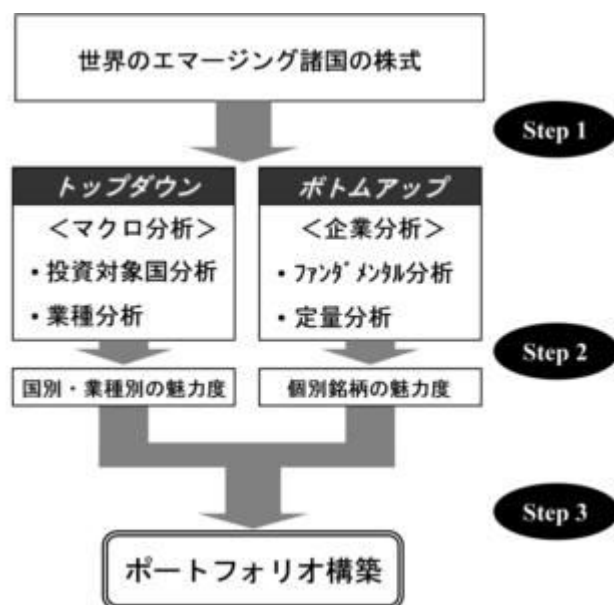 世界のエマージング諸国の株式
Step 1
トップダウン
<マクロ分析>
・投資対象国分析
・業種分析
ボトムアップ
<企業分析>
・ファンダメンタル分析
・定量分析
Step 2
国別・業種別の魅力度
個別銘柄の魅力度
Step 3
ポートフォリオ構築